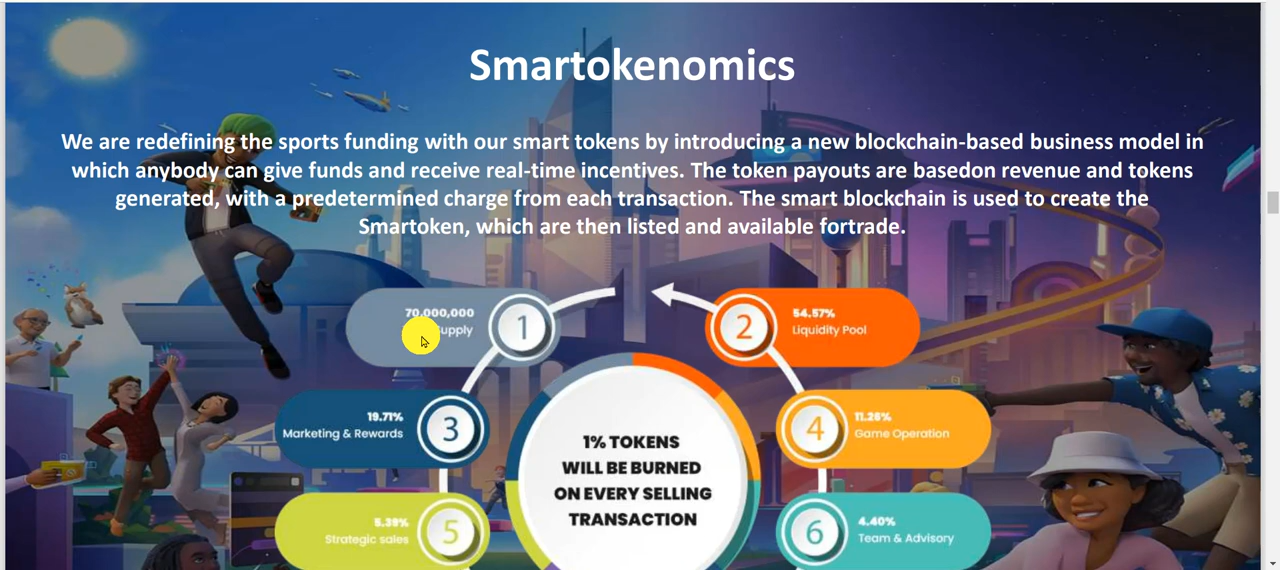 Smartokenomics
We are redefining the sports funding with our smart tokens by introducing a new blockchain-based business model in
which anybody can give funds and receive real-time incentives. The token payouts are basedon revenue and tokens
generated, with a predetermined charge from each transaction. The smart blockchain is used to create the
Smartoken, which are then listed and available fortrade.
70,000,000
Supply
1
2
54.57%
Liquidity Pool
19.71%
Marketing & Rewards
3
4
11.26%
Game Operation
1% TOKENS
WILL BE BURNED
ON EVERY SELLING
TRANSACTION
5.39%
Strategic sales
5
6
4.40%
Team & Advisory